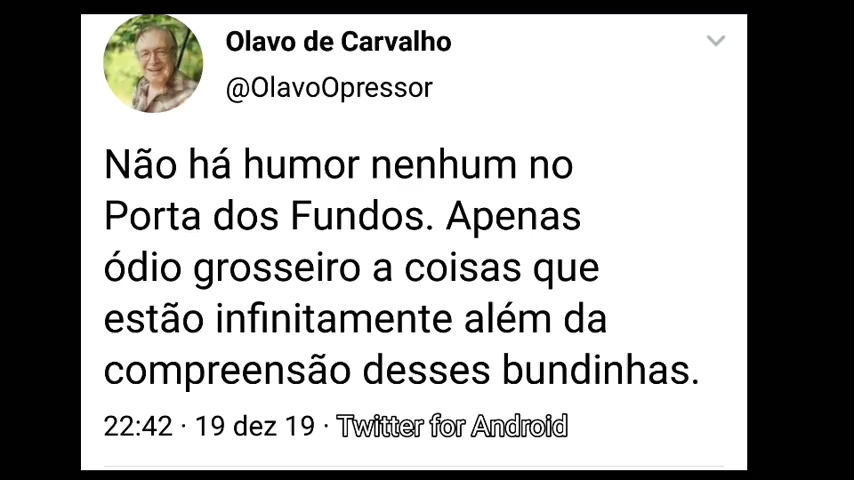 Olavo de Carvalho
@OlavoOpressor
Não há humor nenhum no
Porta dos Fundos. Apenas
ódio grosseiro a coisas que
estão infinitamente além da
compreensão desses bundinhas.
22:42 · 19 dez 19 · Twitter for Android